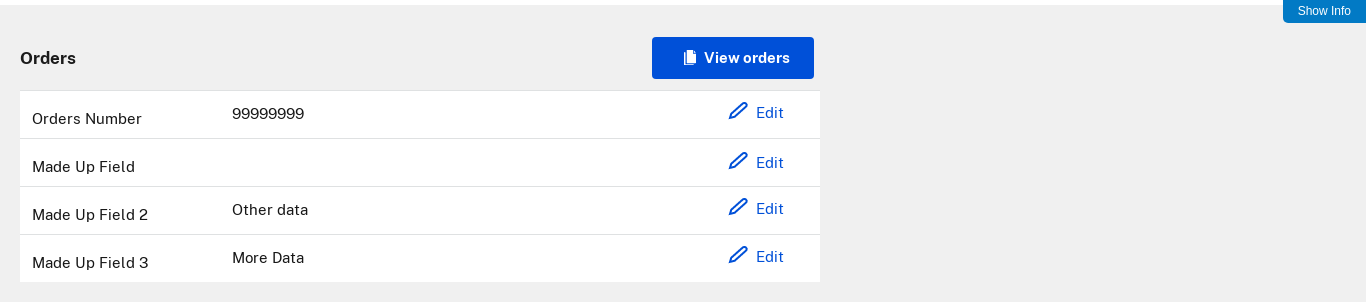 Show Info
Orders
View orders
Orders Number 99999999 Edit
Made Up Field Edit
Made Up Field 2 Other data Edit
Made Up Field 3 More Data Edit